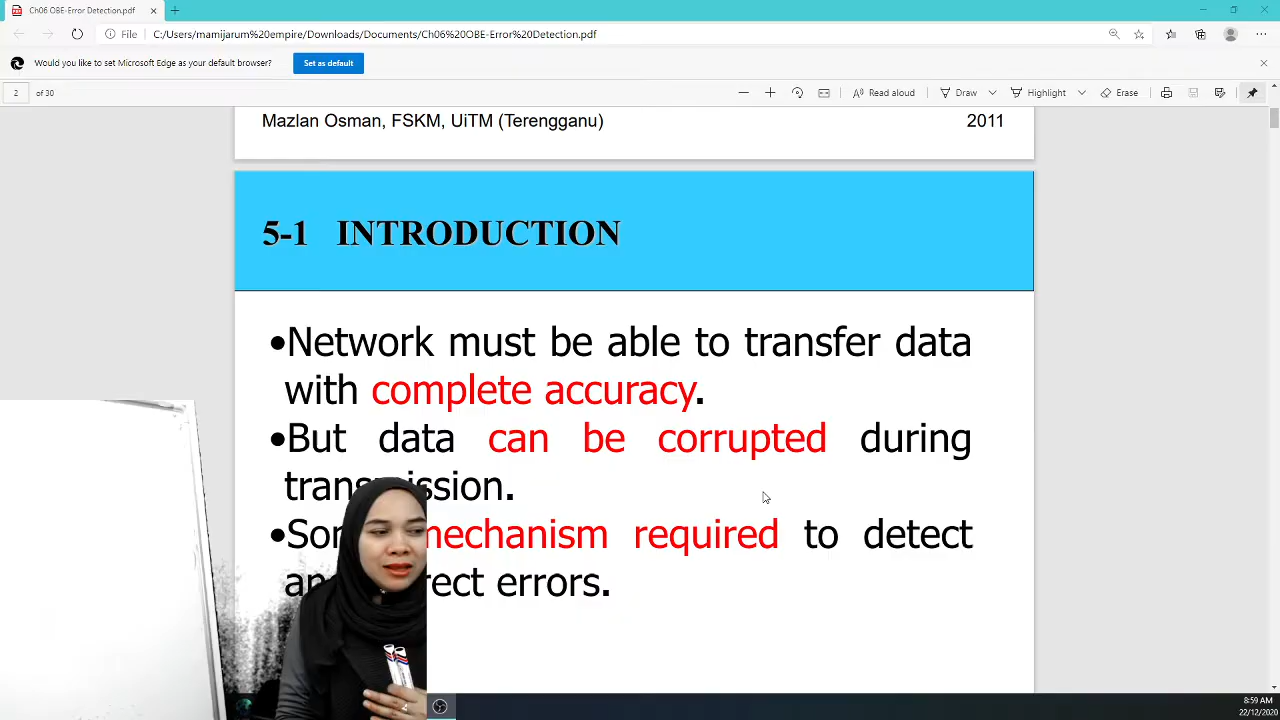 Ch06 OBE-Error Detection.pdf
File C:/Users/mamijarum%20empire/Downloads/Documents/Ch06%20OBE-Error%20Detection.pdf
Would you like to set Microsoft Edge as your default browser? Set as default
2 of 30 Read aloud Draw Highlight Erase
Mazlan Osman, FSKM, UiTM (Terengganu) 2011
5-1 INTRODUCTION
•Network must be able to transfer data
with complete accuracy.
•But data can be corrupted during
transmission.
•Some mechanism required to detect
errors.
8:59 AM
22/12/2020